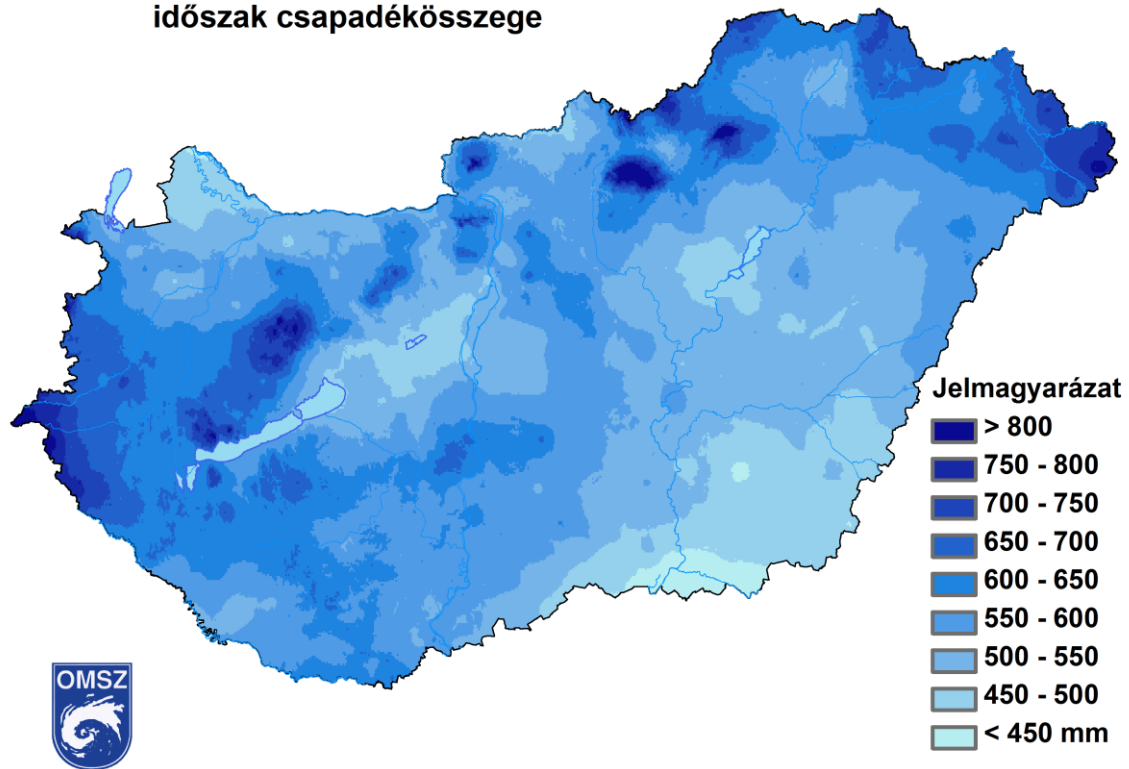 időszak csapadékösszege
Jelmagyarázat
> 800
750 - 800
700 - 750
650 - 700
600 - 650
550 - 600
500 - 550
450 - 500
< 450 mm
OMSZ